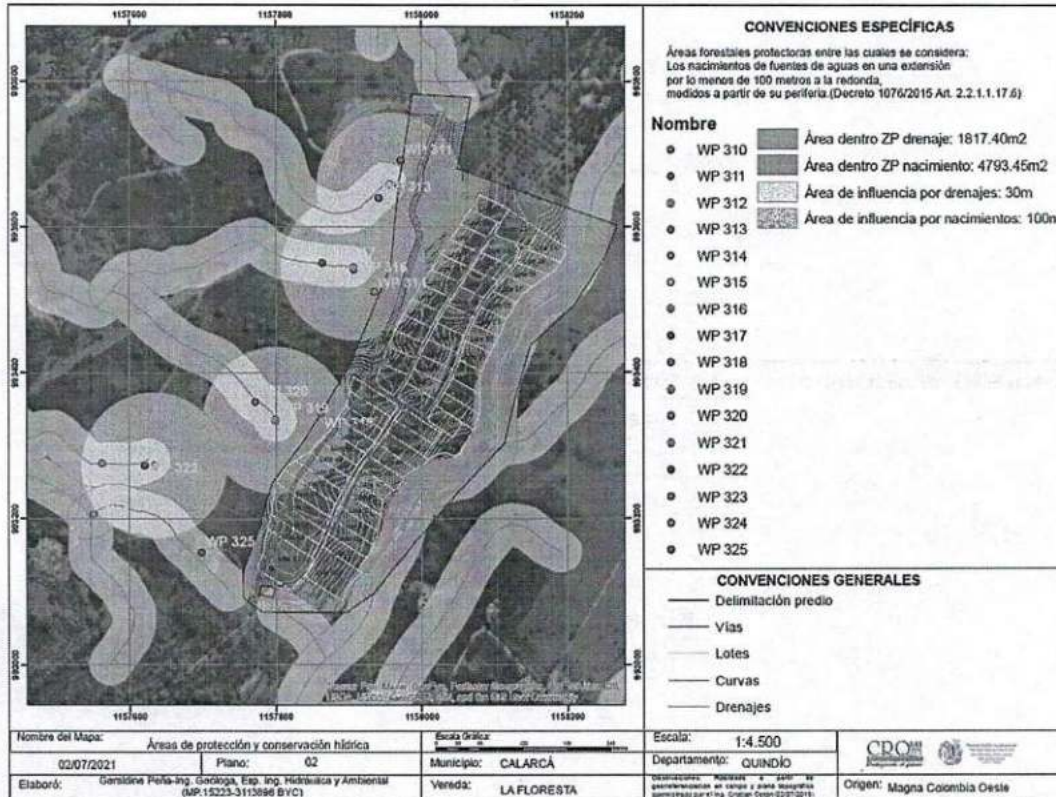 1157600 1157800 1158000 1158200
993200
993200
WP 311
WP 325
CONVENCIONES ESPECÍFICAS
Áreas forestales protectoras entre las cuales se considera:
Los nacimientos de fuentes de aguas en una extensión
por lo menos de 100 metros a la redonda,
medidos a partir de su periferia.(Decreto 1076/2015 Art. 2.2.1.1.17.6)
Nombre
WP 310
WP 311
WP 312
WP 313
WP 314
WP 315
WP 316
WP 317
WP 318
WP 319
WP 320
WP 321
WP 322
WP 323
WP 324
WP 325
Área dentro ZP drenaje: 1817.40m2
Área dentro ZP nacimiento: 4793.45m2
Área de influencia por drenajes: 30m
Área de influencia por nacimientos: 100m
CONVENCIONES GENERALES
Delimitación predio
Vías
Lotes
Curvas
Drenajes
1157600 1157800 1158000 1158200
Nombre del Mapa: Áreas de protección y conservación hídrica
02/07/2021 Plano: 02
Elaboró: Geraldine Peña-Ing. Geóloga, Esp. Ing. Hidráulica y Ambiental
Escala Gráfica:
Municipio: CALARCÁ
Vereda: LA FLORESTA
Escala: 1:4.500
Departamento: QUINDÍO
Origen: Magna Colombia Oeste